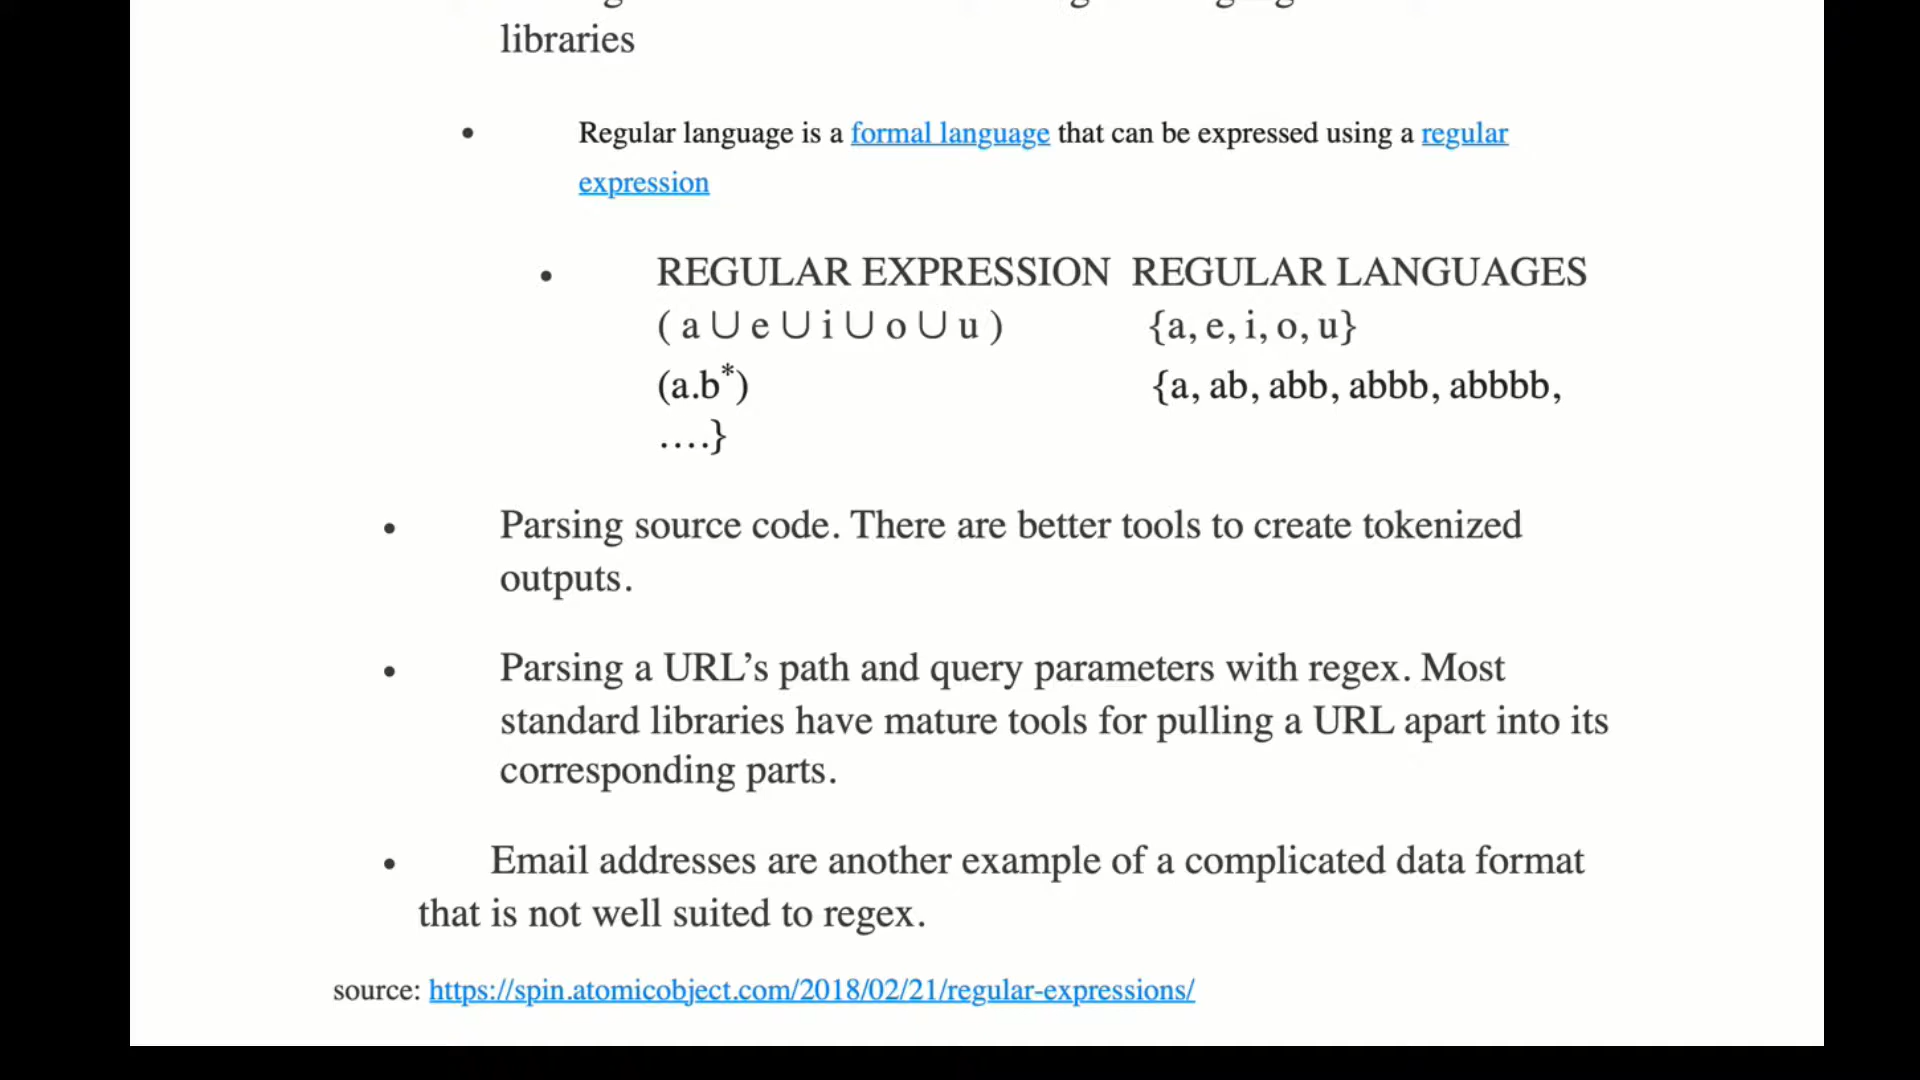 libraries
• Regular language is a formal language that can be expressed using a regular
expression
• REGULAR EXPRESSION REGULAR LANGUAGES
( a ∪ e ∪ i ∪ o ∪ u ) {a, e, i, o, u}
(a.b*) {a, ab, abb, abbb, abbbb,
….}
• Parsing source code. There are better tools to create tokenized
outputs.
• Parsing a URL’s path and query parameters with regex. Most
standard libraries have mature tools for pulling a URL apart into its
corresponding parts.
• Email addresses are another example of a complicated data format
that is not well suited to regex.
source: https://spin.atomicobject.com/2018/02/21/regular-expressions/